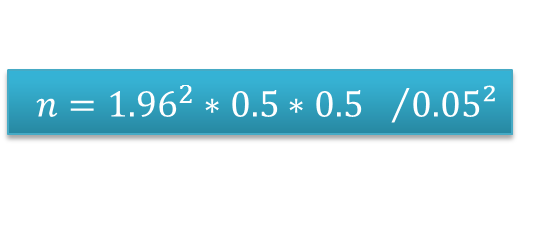 n = 1.96² * 0.5 * 0.5 /0.05²